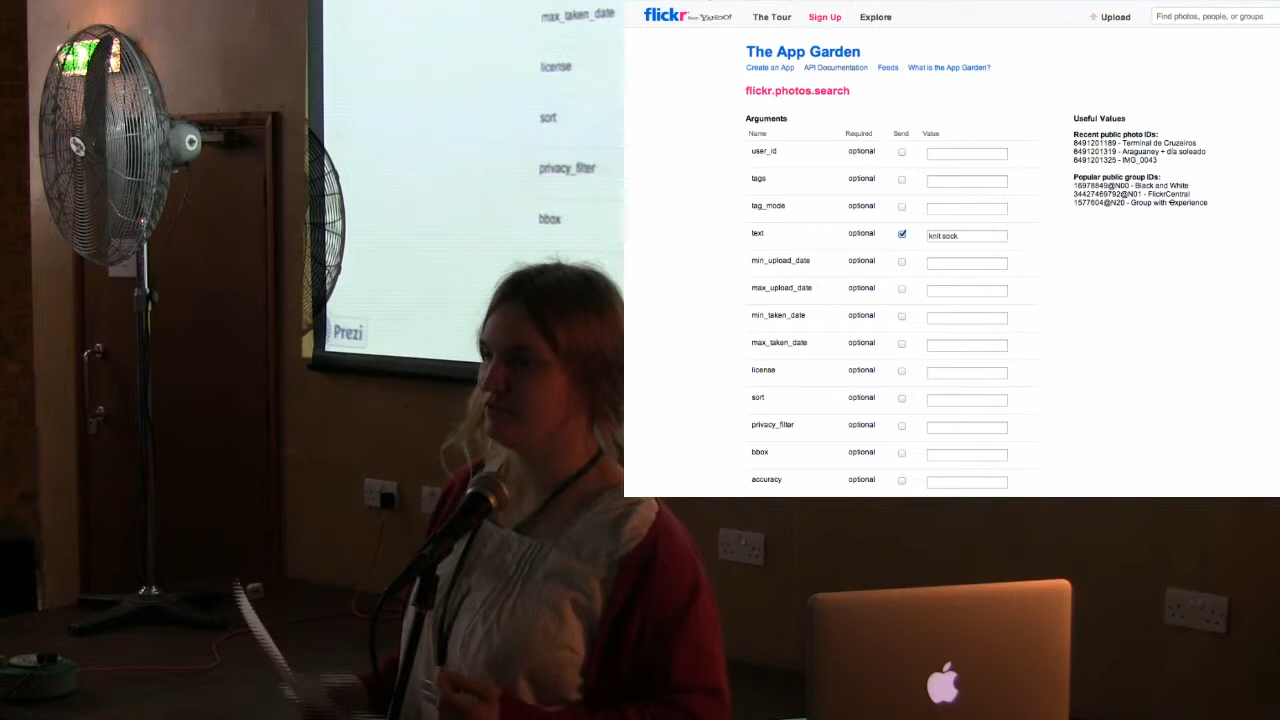 max_taken_date
license
sort
privacy_filter
bbox
Prezi
flickr from YAHOO!
The Tour
Sign Up
Explore
Upload
Find photos, people, or groups
The App Garden
Create an App
API Documentation
Feeds
What is the App Garden?
flickr.photos.search
Arguments
Name Required Send Value
user_id optional
tags optional
tag_mode optional
text optional knit sock
min_upload_date optional
max_upload_date optional
min_taken_date optional
max_taken_date optional
license optional
sort optional
privacy_filter optional
bbox optional
accuracy optional
Useful Values
Recent public photo IDs:
8491201189 - Terminal de Cruzeiros
8491201319 - Araguaney + día soleado
8491201325 - IMG_0043
Popular public group IDs:
16978849@N00 - Black and White
34427469792@N01 - FlickrCentral
1577604@N20 - Group with Experience